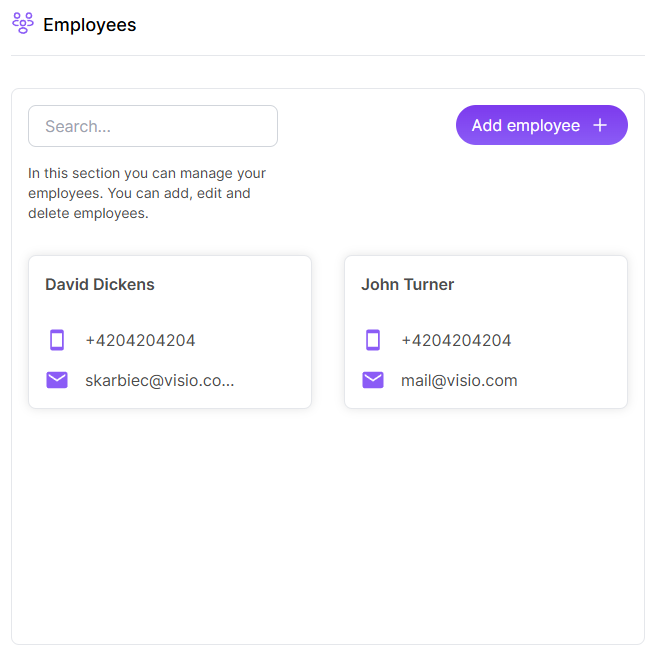 Employees
Search...
Add employee
In this section you can manage your
employees. You can add, edit and
delete employees.
David Dickens
+4204204204
skarbiec@visio.co...
John Turner
+4204204204
mail@visio.com